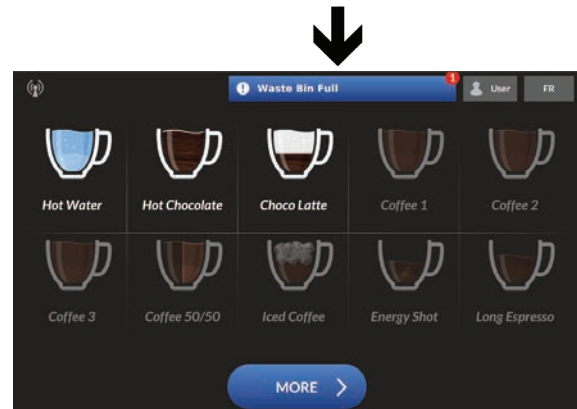 Waste Bin Full
1
User
FR
Hot Water
Hot Chocolate
Choco Latte
Coffee 1
Coffee 2
Coffee 3
Coffee 50/50
Iced Coffee
Energy Shot
Long Espresso
MORE